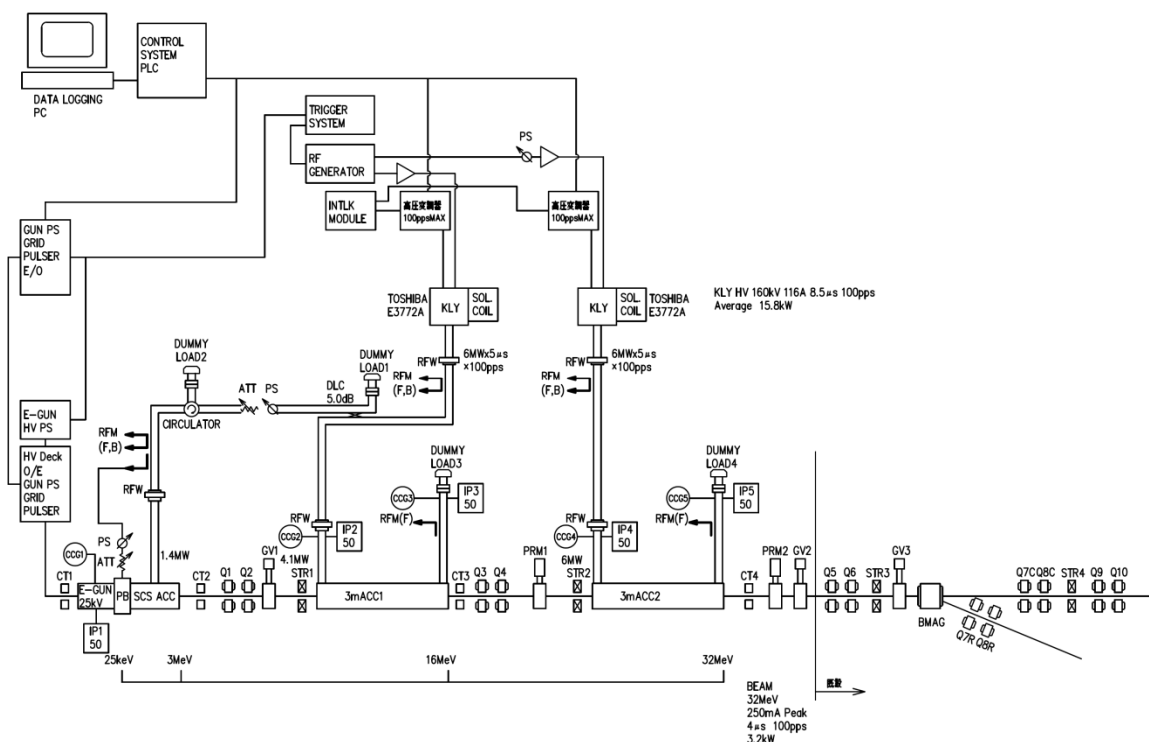 CONTROL
SYSTEM
PLC
DATA LOGGING
PC
TRIGGER
SYSTEM
RF
GENERATOR
PS
INTLK
MODULE
高圧変調器
100ppsMAX
高圧変調器
100ppsMAX
GUN PS
GRID
PULSER
E/O
TOSHIBA
E3772A
KLY
SOL.
COIL
KLY
SOL.
COIL
TOSHIBA
E3772A
KLY HV 160kV 116A 8.5μs 100pps
Average 15.8kW
RFW
6MWx5μs
×100pps
RFM
(F,B)
RFW
6MWx5μs
×100pps
RFM
(F,B)
DUMMY
LOAD2
DUMMY
LOAD1
ATT
PS
DLC
5.0dB
CIRCULATOR
E-GUN
HV PS
RFM
(F,B)
HV Deck
O/E
GUN PS
GRID
PULSER
RFW
DUMMY
LOAD3
CCG3
IP3
50
RFM(F)
DUMMY
LOAD4
CCG5
IP5
50
RFM(F)
RFW
CCG2
IP2
50
4.1MW
RFW
CCG4
IP4
50
6MW
PS
ATT
CCG1
1.4MW
CT1
E-GUN
25kV
PB
SCS ACC
IP1
50
CT2
Q1
Q2
GV1
STR1
3mACC1
CT3
Q3
Q4
PRM1
STR2
3mACC2
CT4
PRM2
GV2
Q5
Q6
STR3
GV3
BMAG
Q7R
Q8R
Q7C
Q8C
STR4
Q9
Q10
25keV
3MeV
16MeV
32MeV
BEAM
32MeV
250mA Peak
4μs 100pps
3.2kW
既設